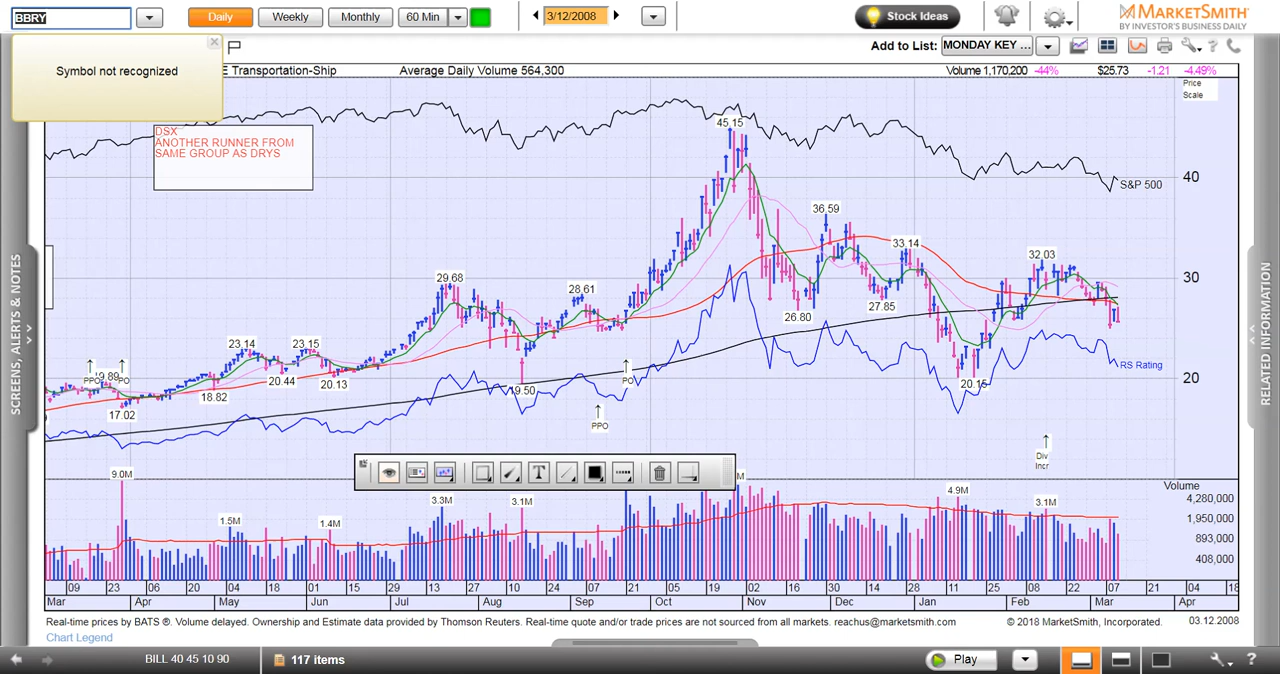 BBRY
Daily
Weekly
Monthly
60 Min
3/12/2008
Stock Ideas
MARKETSMITH
BY INVESTOR'S BUSINESS DAILY
Symbol not recognized
Add to List: MONDAY KEY ...
E Transportation-Ship
Average Daily Volume 564,300
Volume 1,170,200 -44% $25.73 -1.21 -4.49%
Price
Scale
DSX
ANOTHER RUNNER FROM
SAME GROUP AS DRYS
45.15
S&P 500
40
36.59
33.14
32.03
29.68
28.61
30
27.85
26.80
23.14
23.15
20.44
20.13
19.50
20.15
20
RS Rating
PPO
19.89
PO
18.82
17.02
PO
PPO
Div
Incr
T
SCREENS, ALERTS & NOTES
RELATED INFORMATION
Volume
9.0M
3.3M
3.1M
M
4.9M
3.1M
1.5M
1.4M
4,280,000
1,950,000
893,000
408,000
09 23 06 20 04 18 01 15 29 13 27 10 24 07 21 05 19 02 16 30 14 28 11 25 08 22 07 21 04 18
Mar Apr May Jun Jul Aug Sep Oct Nov Dec Jan Feb Mar Apr
Real-time prices by BATS ®. Volume delayed. Ownership and Estimate data provided by Thomson Reuters. Real-time quote and/or trade prices are not sourced from all markets. reachus@marketsmith.com
© 2018 MarketSmith, Incorporated.
03.12.2008
Chart Legend
BILL 40 45 10 90
117 items
Play